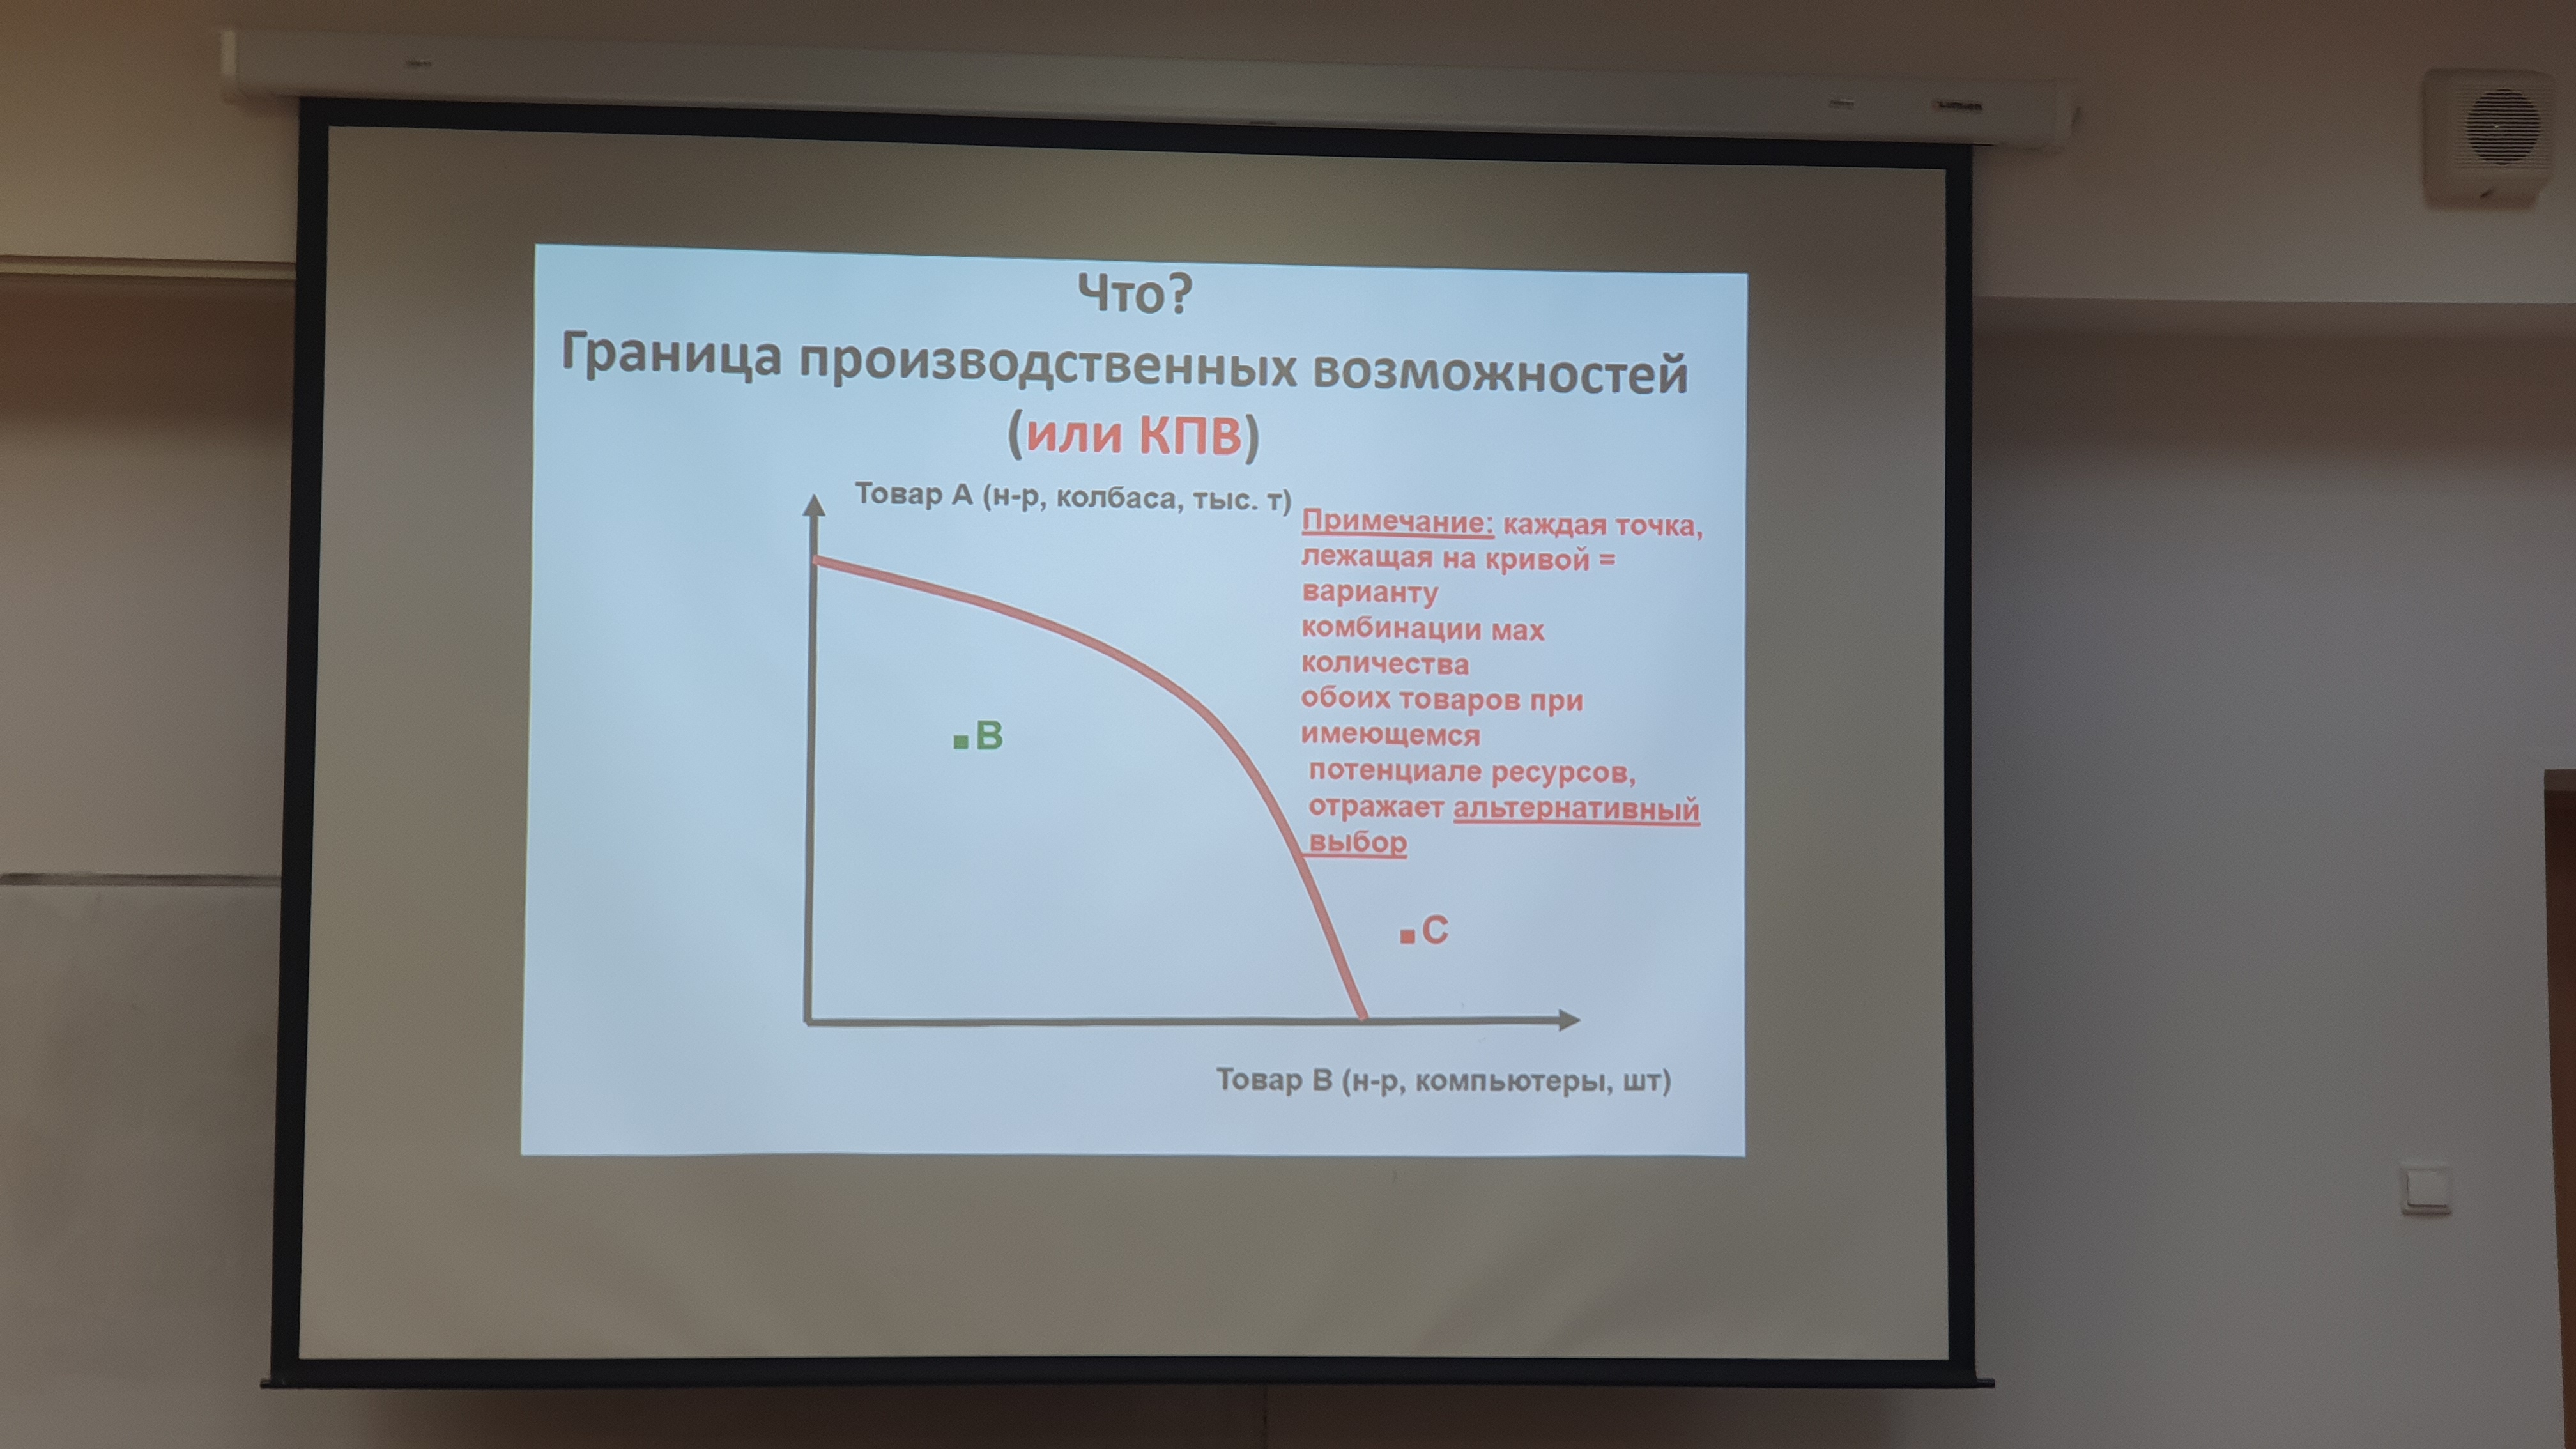 Что?
Граница производственных возможностей
(или КПВ)
Товар А (н-р, колбаса, тыс. т)
Примечание: каждая точка,
лежащая на кривой =
варианту
комбинации мах
количества
обоих товаров при
имеющемся
потенциале ресурсов,
отражает альтернативный
выбор
В
С
Товар В (н-р, компьютеры, шт)